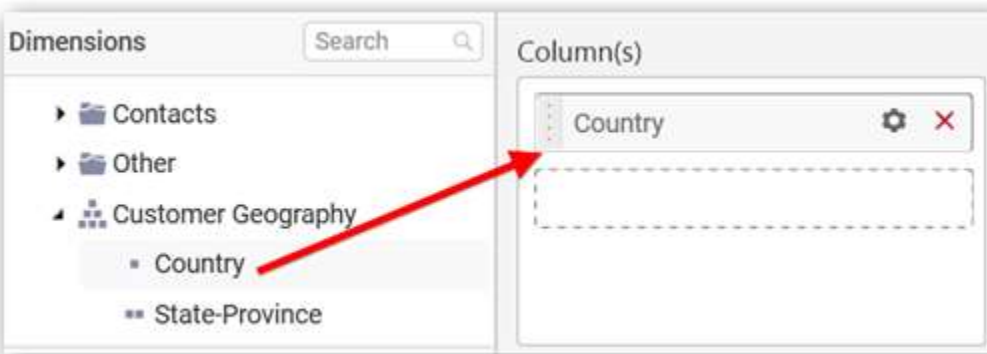 Dimensions
Search
Contacts
Other
Customer Geography
Country
State-Province
Column(s)
Country